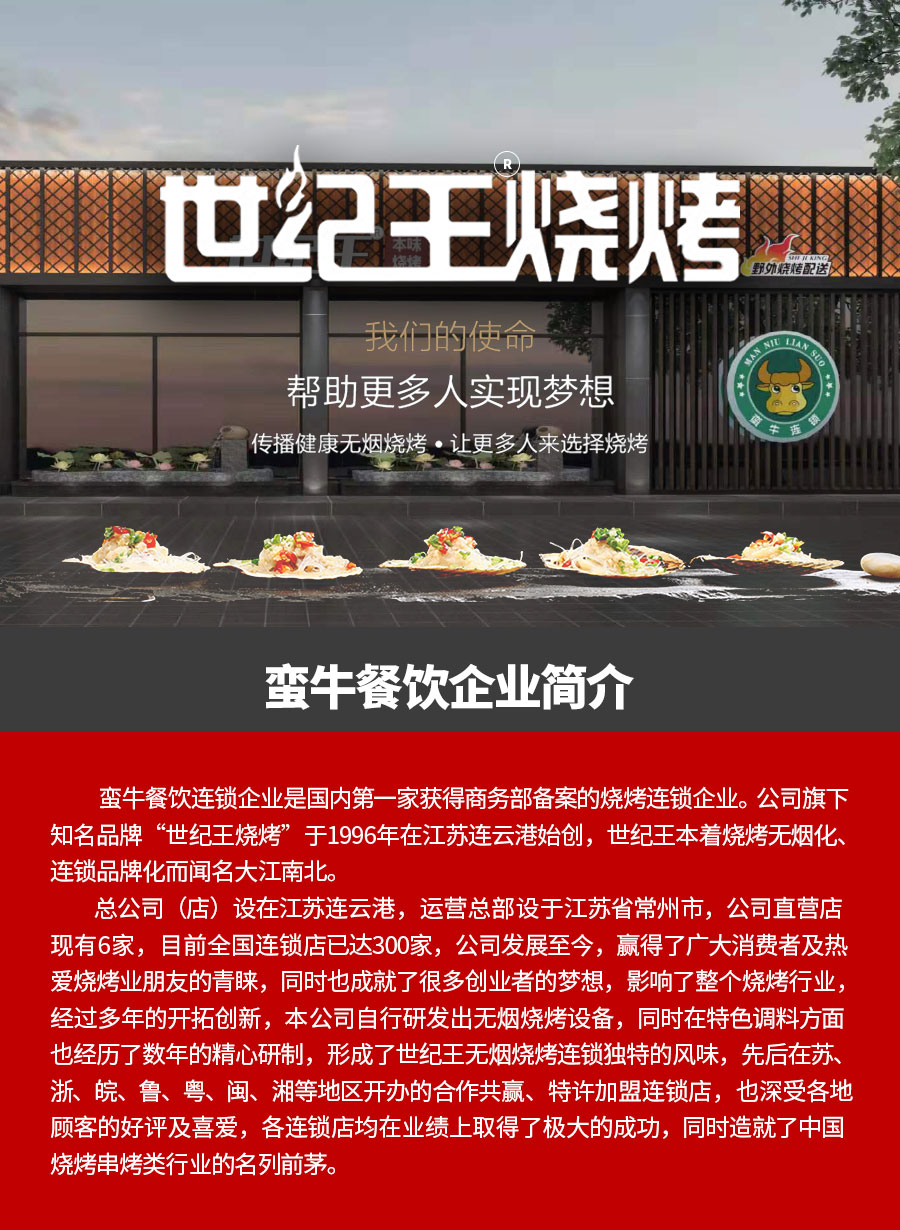 世纪王烧烤
®
本味
烧烤
SHI JI KING
野外烧烤配送
我们的使命
帮助更多人实现梦想
传播健康无烟烧烤•让更多人来选择烧烤
MAN NIU LIAN SUO
蛮牛连锁
蛮牛餐饮企业简介
蛮牛餐饮连锁企业是国内第一家获得商务部备案的烧烤连锁企业。公司旗下
知名品牌“世纪王烧烤”于1996年在江苏连云港始创，世纪王本着烧烤无烟化、
连锁品牌化而闻名大江南北。
总公司（店）设在江苏连云港，运营总部设于江苏省常州市，公司直营店
现有6家，目前全国连锁店已达300家，公司发展至今，赢得了广大消费者及热
爱烧烤业朋友的青睐，同时也成就了很多创业者的梦想，影响了整个烧烤行业，
经过多年的开拓创新，本公司自行研发出无烟烧烤设备，同时在特色调料方面
也经历了数年的精心研制，形成了世纪王无烟烧烤连锁独特的风味，先后在苏、
浙、皖、鲁、粤、闽、湘等地区开办的合作共赢、特许加盟连锁店，也深受各地
顾客的好评及喜爱，各连锁店均在业绩上取得了极大的成功，同时造就了中国
烧烤串烤类行业的名列前茅。